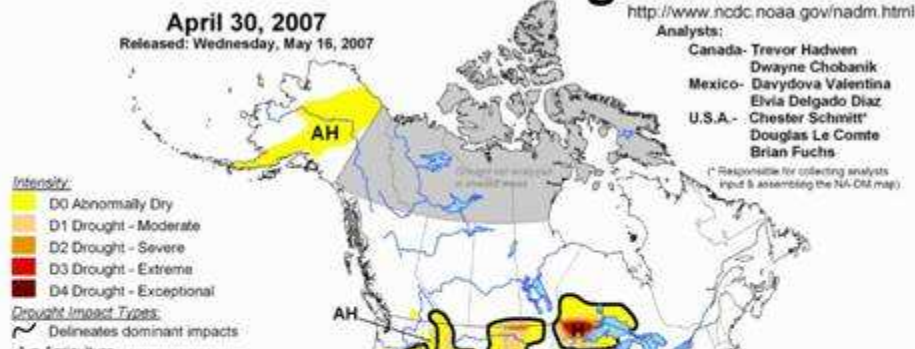 April 30, 2007
Released: Wednesday, May 16, 2007
http://www.ncdc.noaa.gov/nadm.html
Analysts:
Canada- Trevor Hadwen
Dwayne Chobanik
Mexico- Davydova Valentina
Elvia Delgado Diaz
U.S.A.- Chester Schmitt*
Douglas Le Comte
Brian Fuchs
(* Responsible for collecting analysts
input & assembling the NA-DM map)
AH
Intensity:
D0 Abnormally Dry
D1 Drought - Moderate
D2 Drought - Severe
D3 Drought - Extreme
D4 Drought - Exceptional
Drought Impact Types:
Delineates dominant impacts
AH
H